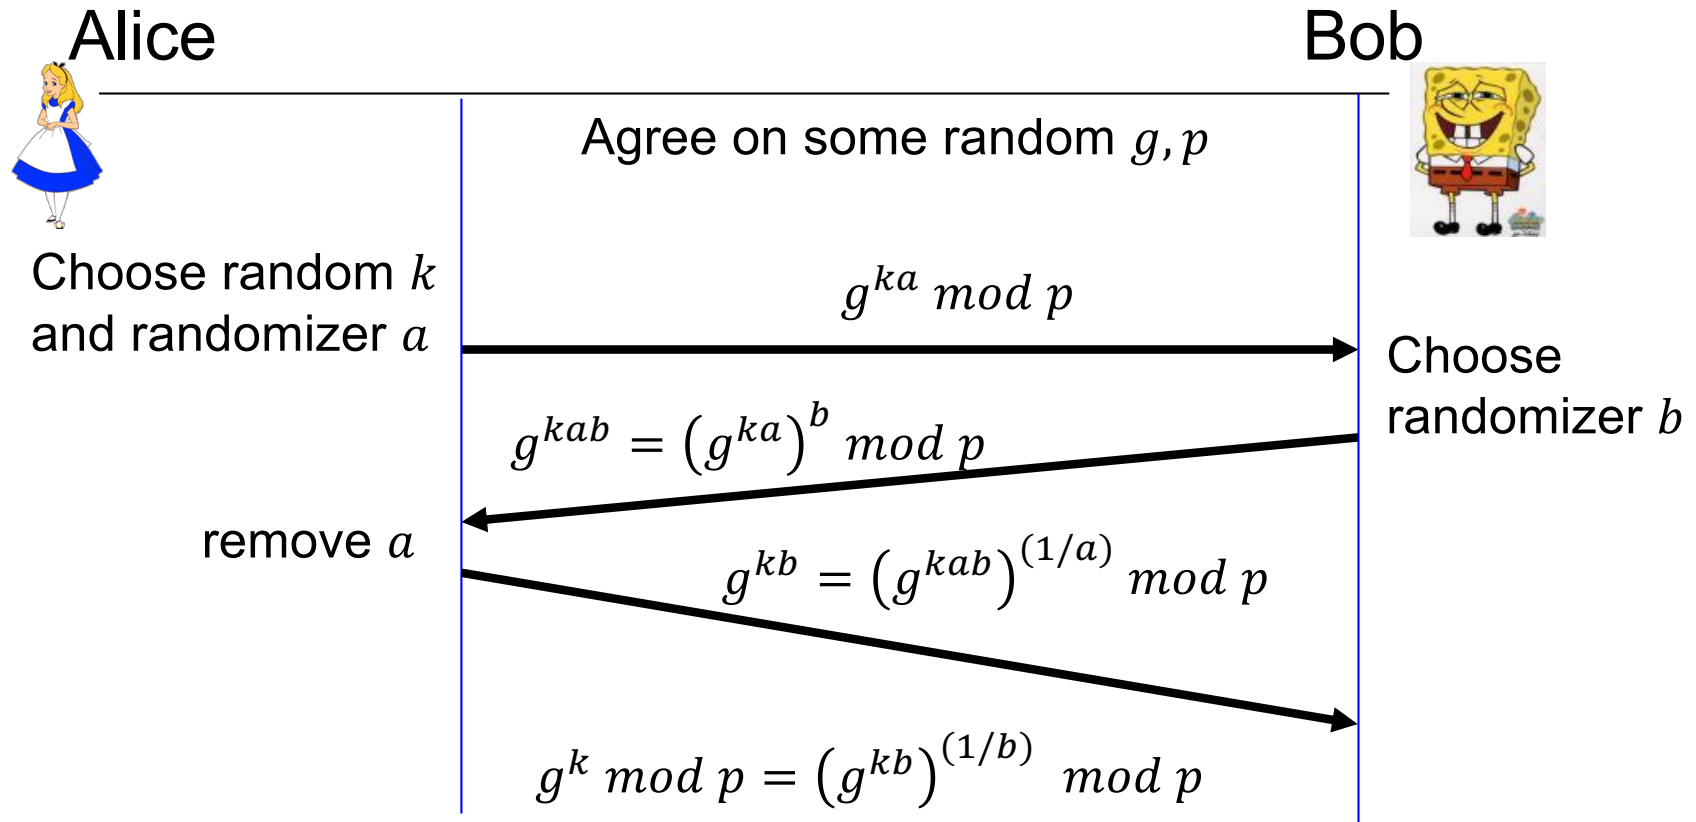 Alice
Bob
Agree on some random g, p
Choose random k
and randomizer a
g^{ka} mod p
Choose
randomizer b
g^{kab} = (g^{ka})^b mod p
remove a
g^{kb} = (g^{kab})^{(1/a)} mod p
g^k mod p = (g^{kb})^{(1/b)} mod p